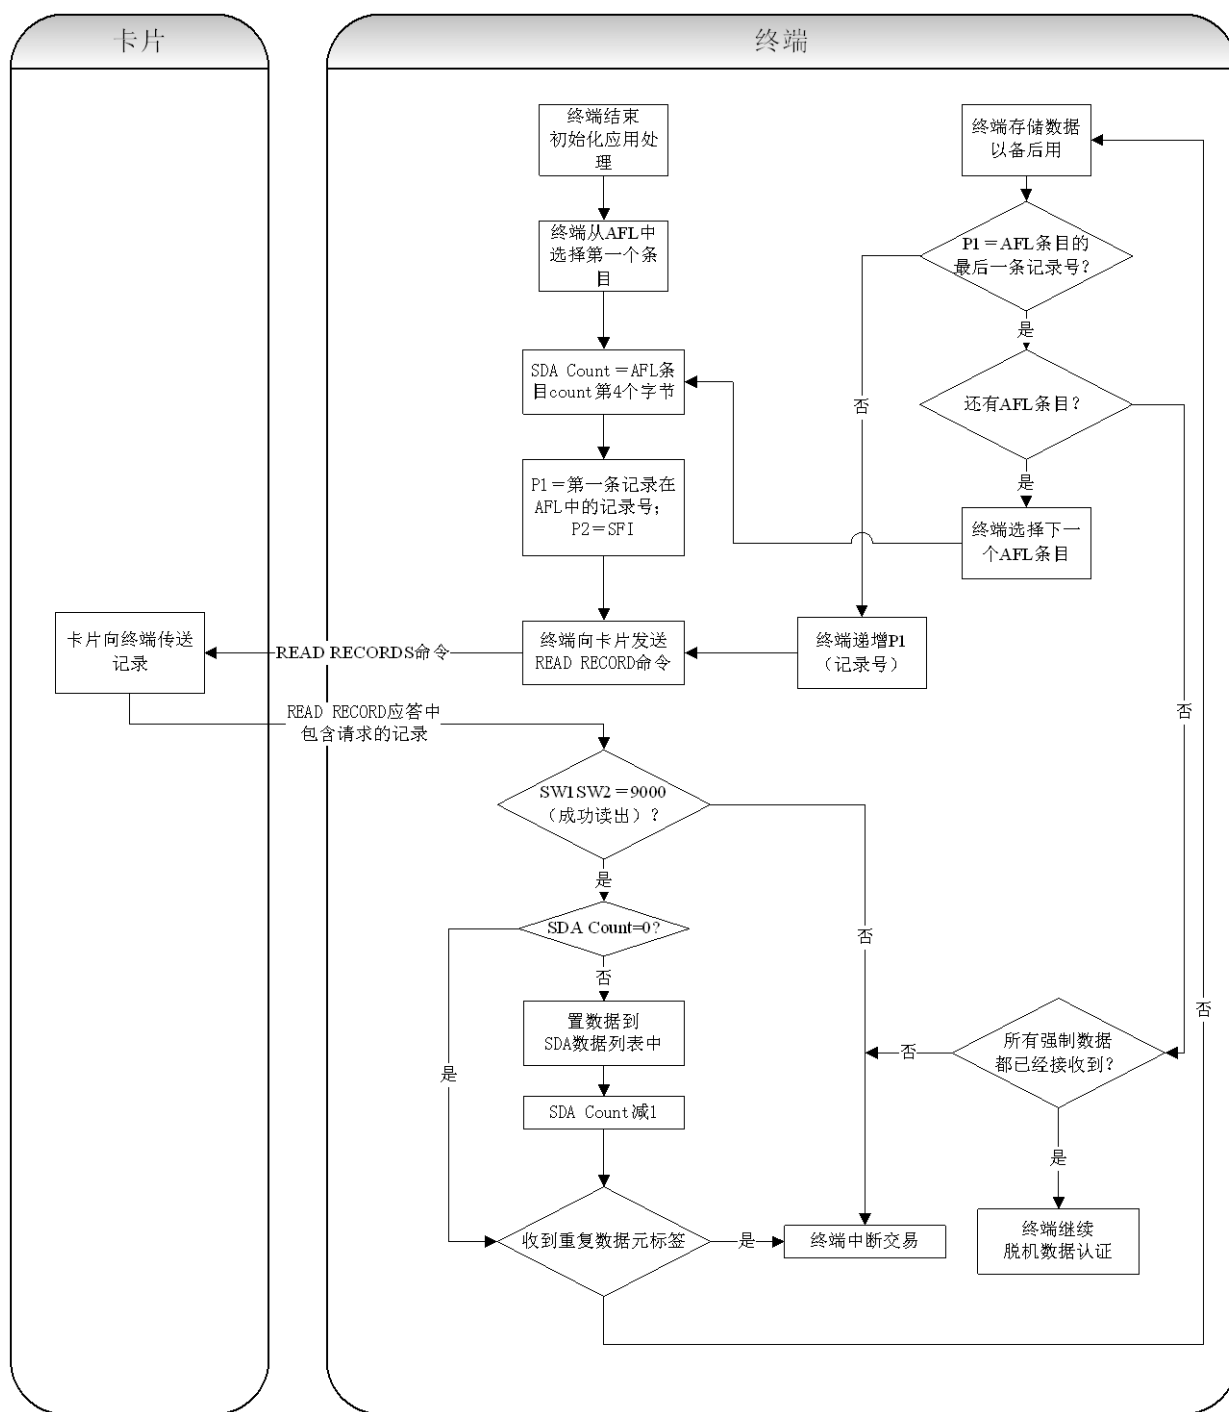 卡片
终端
终端结束
初始化应用处
理
终端从AFL中
选择第一个条
目
SDA Count＝AFL条
目count第4个字节
P1＝第一条记录在
AFL中的记录号；
P2＝SFI
终端向卡片发送
READ RECORD命令
READ RECORDS命令
卡片向终端传送
记录
READ RECORD应答中
包含请求的记录
SW1SW2＝9000
（成功读出）？
是
否
SDA Count=0?
否
是
置数据到
SDA数据列表中
SDA Count减1
收到重复数据元标签
是
终端中断交易
否
终端存储数据
以备后用
P1＝AFL条目的
最后一条记录号？
是
否
终端递增P1
（记录号）
还有AFL条目？
是
否
终端选择下一
个AFL条目
所有强制数据
都已经接收到？
否
是
终端继续
脱机数据认证